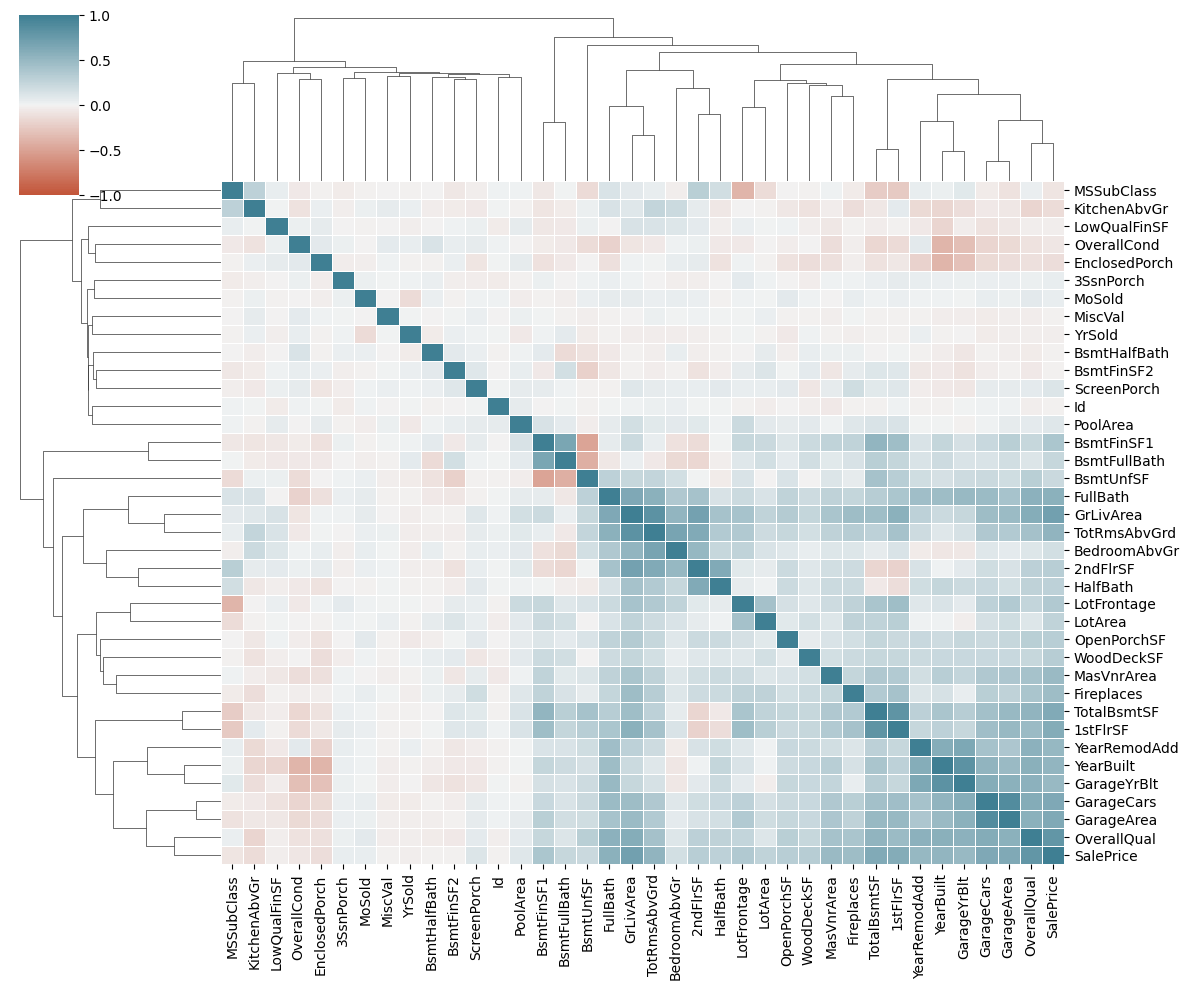 1.0
0.5
0.0
−0.5
−1.0
MSSubClass
KitchenAbvGr
LowQualFinSF
OverallCond
EnclosedPorch
3SsnPorch
MoSold
MiscVal
YrSold
BsmtHalfBath
BsmtFinSF2
ScreenPorch
Id
PoolArea
BsmtFinSF1
BsmtFullBath
BsmtUnfSF
FullBath
GrLivArea
TotRmsAbvGrd
BedroomAbvGr
2ndFlrSF
HalfBath
LotFrontage
LotArea
OpenPorchSF
WoodDeckSF
MasVnrArea
Fireplaces
TotalBsmtSF
1stFlrSF
YearRemodAdd
YearBuilt
GarageYrBlt
GarageCars
GarageArea
OverallQual
SalePrice
MSSubClass
KitchenAbvGr
LowQualFinSF
OverallCond
EnclosedPorch
3SsnPorch
MoSold
MiscVal
YrSold
BsmtHalfBath
BsmtFinSF2
ScreenPorch
Id
PoolArea
BsmtFinSF1
BsmtFullBath
BsmtUnfSF
FullBath
GrLivArea
TotRmsAbvGrd
BedroomAbvGr
2ndFlrSF
HalfBath
LotFrontage
LotArea
OpenPorchSF
WoodDeckSF
MasVnrArea
Fireplaces
TotalBsmtSF
1stFlrSF
YearRemodAdd
YearBuilt
GarageYrBlt
GarageCars
GarageArea
OverallQual
SalePrice